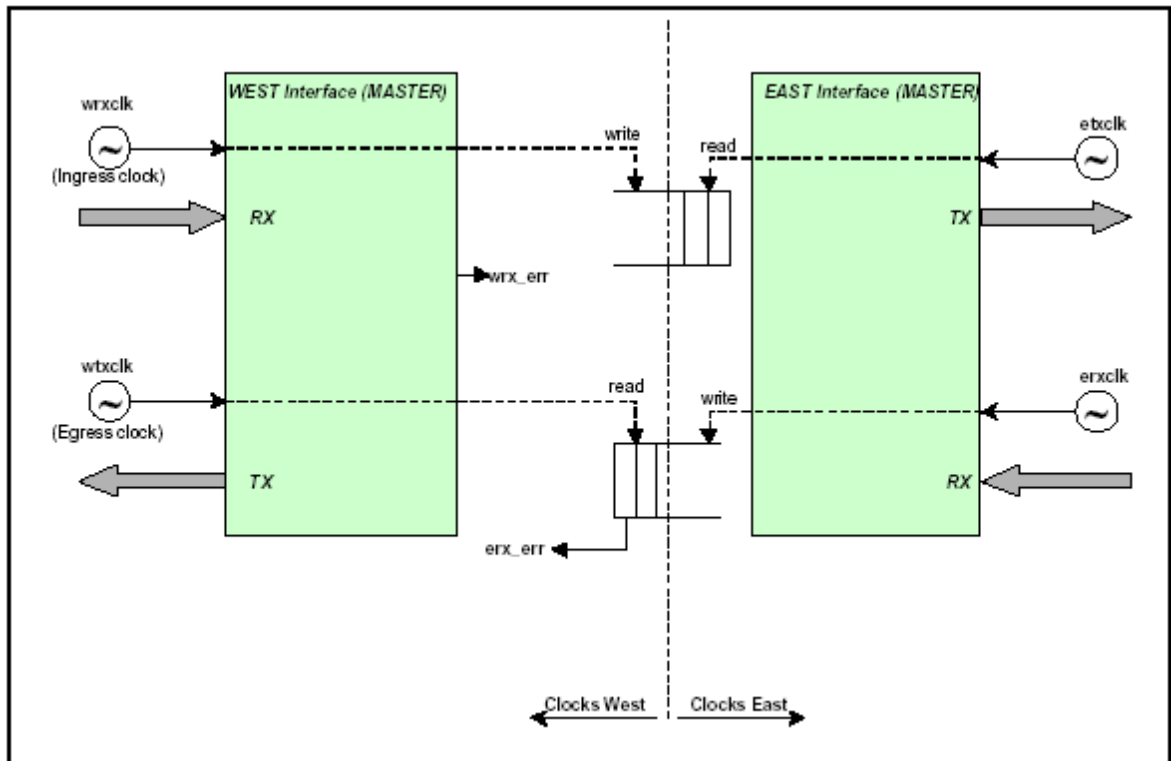 WEST Interface (MASTER)
EAST Interface (MASTER)
wrxclk
etxclk
write
read
(Ingress clock)
RX
TX
wrx_err
wtxclk
erxclk
read
write
(Egress clock)
TX
RX
erx_err
Clocks West
Clocks East